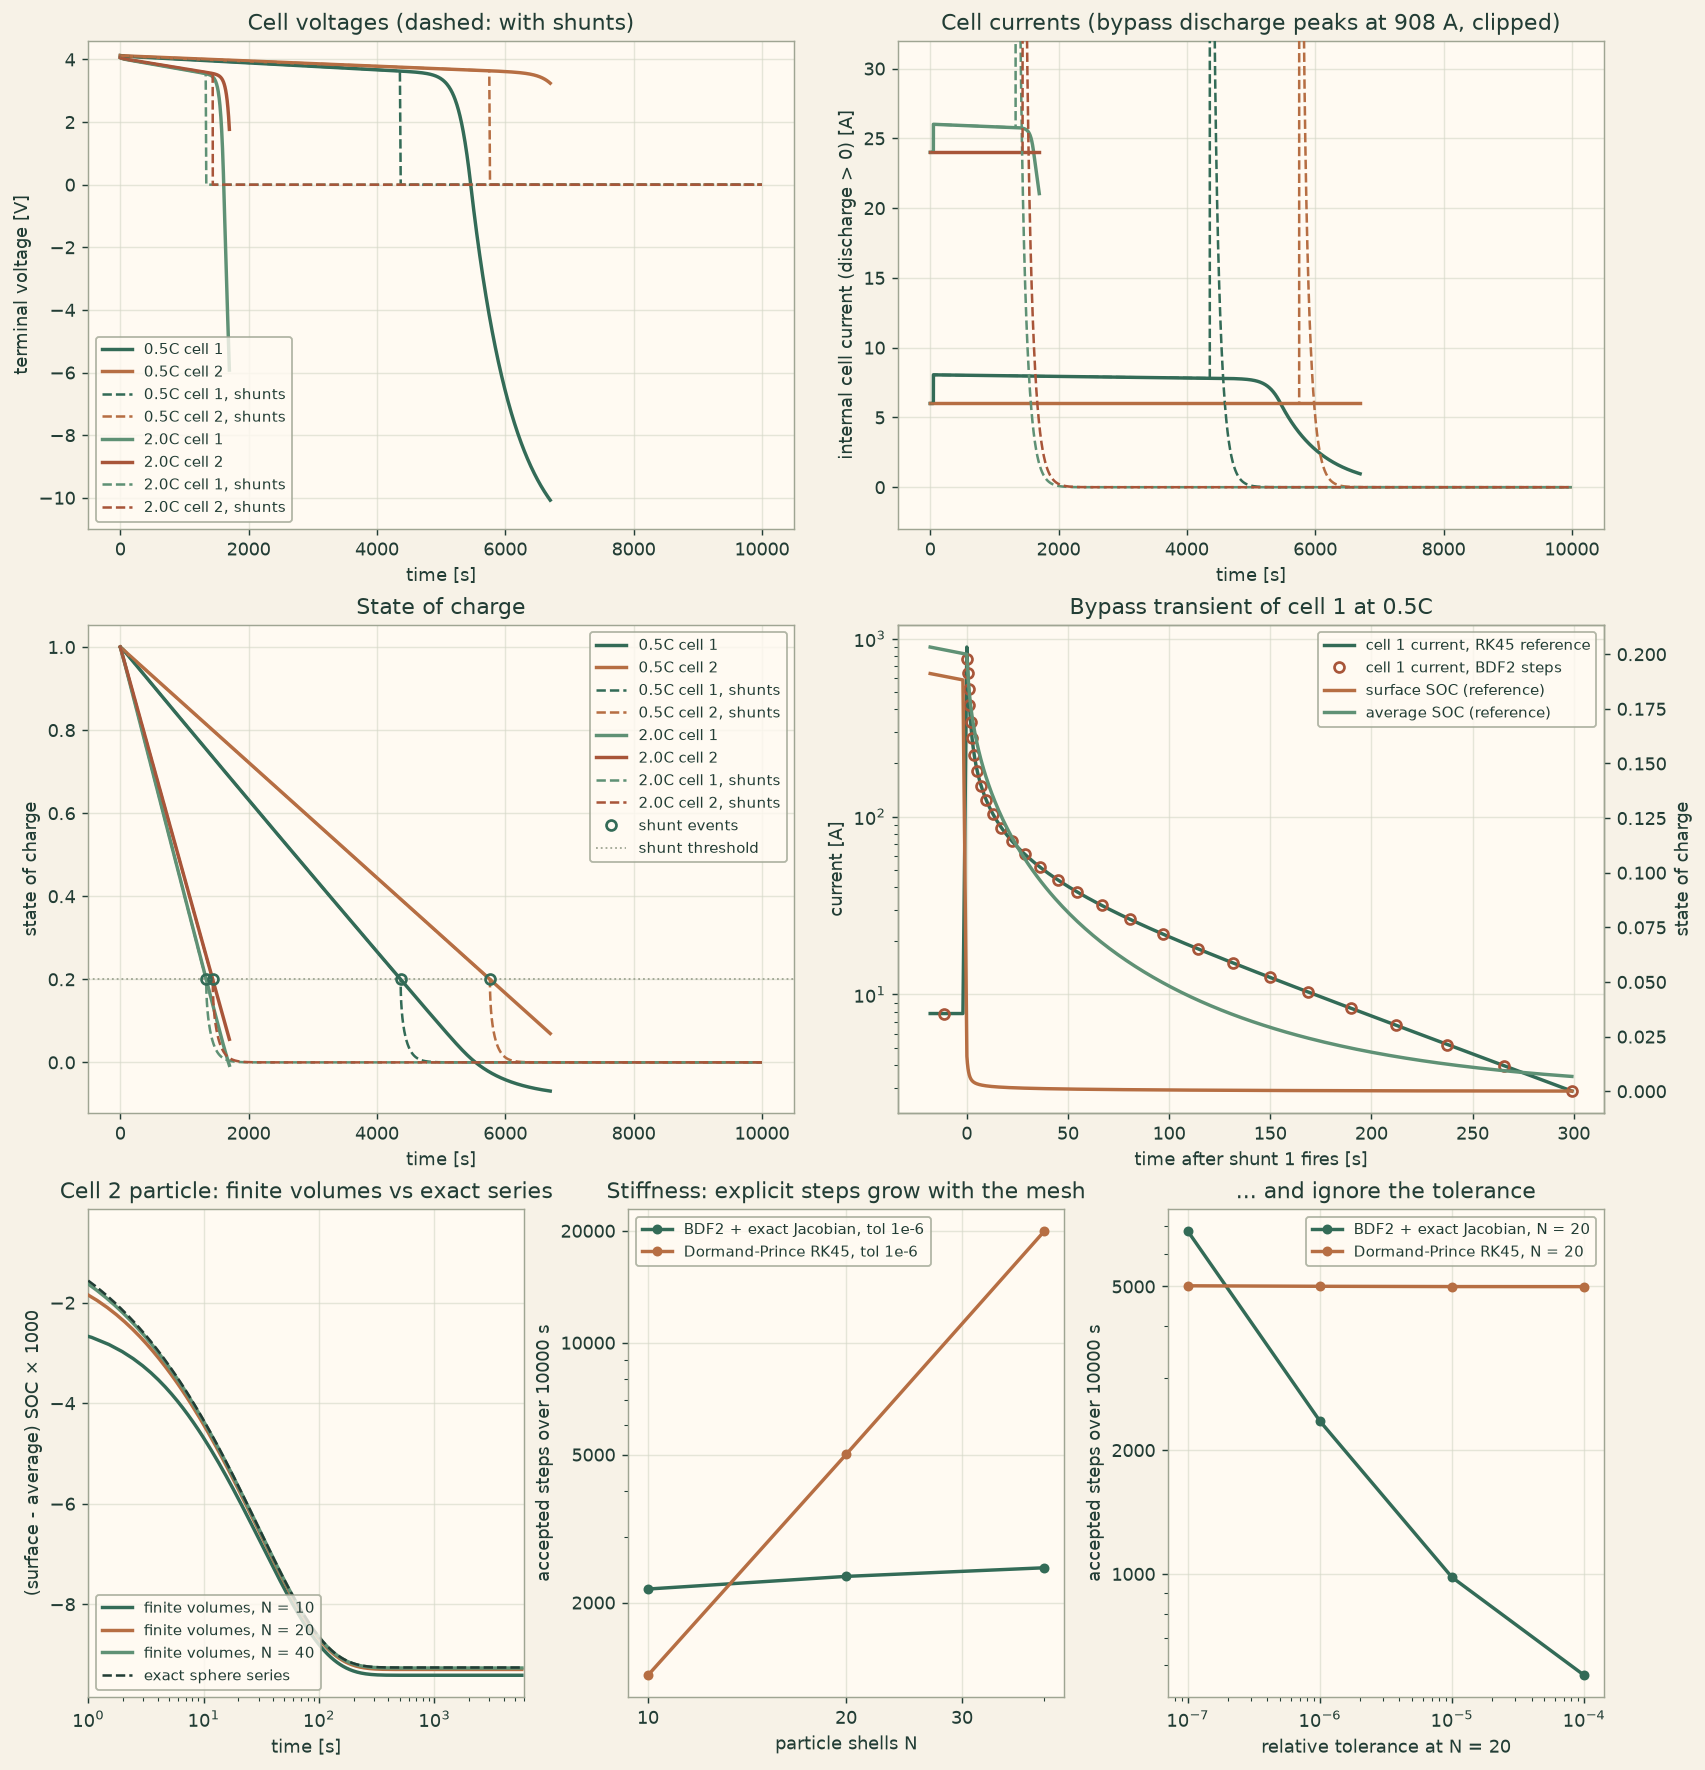 Cell voltages (dashed: with shunts)
terminal voltage [V]
4
2
0
−2
−4
−6
−8
−10
0.5C cell 1
0.5C cell 2
0.5C cell 1, shunts
0.5C cell 2, shunts
2.0C cell 1
2.0C cell 2
2.0C cell 1, shunts
2.0C cell 2, shunts
0 2000 4000 6000 8000 10000
time [s]
Cell currents (bypass discharge peaks at 908 A, clipped)
internal cell current (discharge > 0) [A]
30
25
20
15
10
5
0
0 2000 4000 6000 8000 10000
time [s]
State of charge
state of charge
1.0
0.8
0.6
0.4
0.2
0.0
0.5C cell 1
0.5C cell 2
0.5C cell 1, shunts
0.5C cell 2, shunts
2.0C cell 1
2.0C cell 2
2.0C cell 1, shunts
2.0C cell 2, shunts
shunt events
shunt threshold
0 2000 4000 6000 8000 10000
time [s]
Bypass transient of cell 1 at 0.5C
current [A]
10³
10²
10¹
cell 1 current, RK45 reference
cell 1 current, BDF2 steps
surface SOC (reference)
average SOC (reference)
0.200
0.175
0.150
0.125
0.100
0.075
0.050
0.025
0.000
state of charge
0 50 100 150 200 250 300
time after shunt 1 fires [s]
Cell 2 particle: finite volumes vs exact series
(surface - average) SOC × 1000
−2
−4
−6
−8
finite volumes, N = 10
finite volumes, N = 20
finite volumes, N = 40
exact sphere series
10⁰ 10¹ 10² 10³
time [s]
Stiffness: explicit steps grow with the mesh
accepted steps over 10000 s
20000
10000
5000
2000
BDF2 + exact Jacobian, tol 1e-6
Dormand-Prince RK45, tol 1e-6
10 20 30
particle shells N
... and ignore the tolerance
accepted steps over 10000 s
5000
2000
1000
BDF2 + exact Jacobian, N = 20
Dormand-Prince RK45, N = 20
10⁻⁷ 10⁻⁶ 10⁻⁵ 10⁻⁴
relative tolerance at N = 20